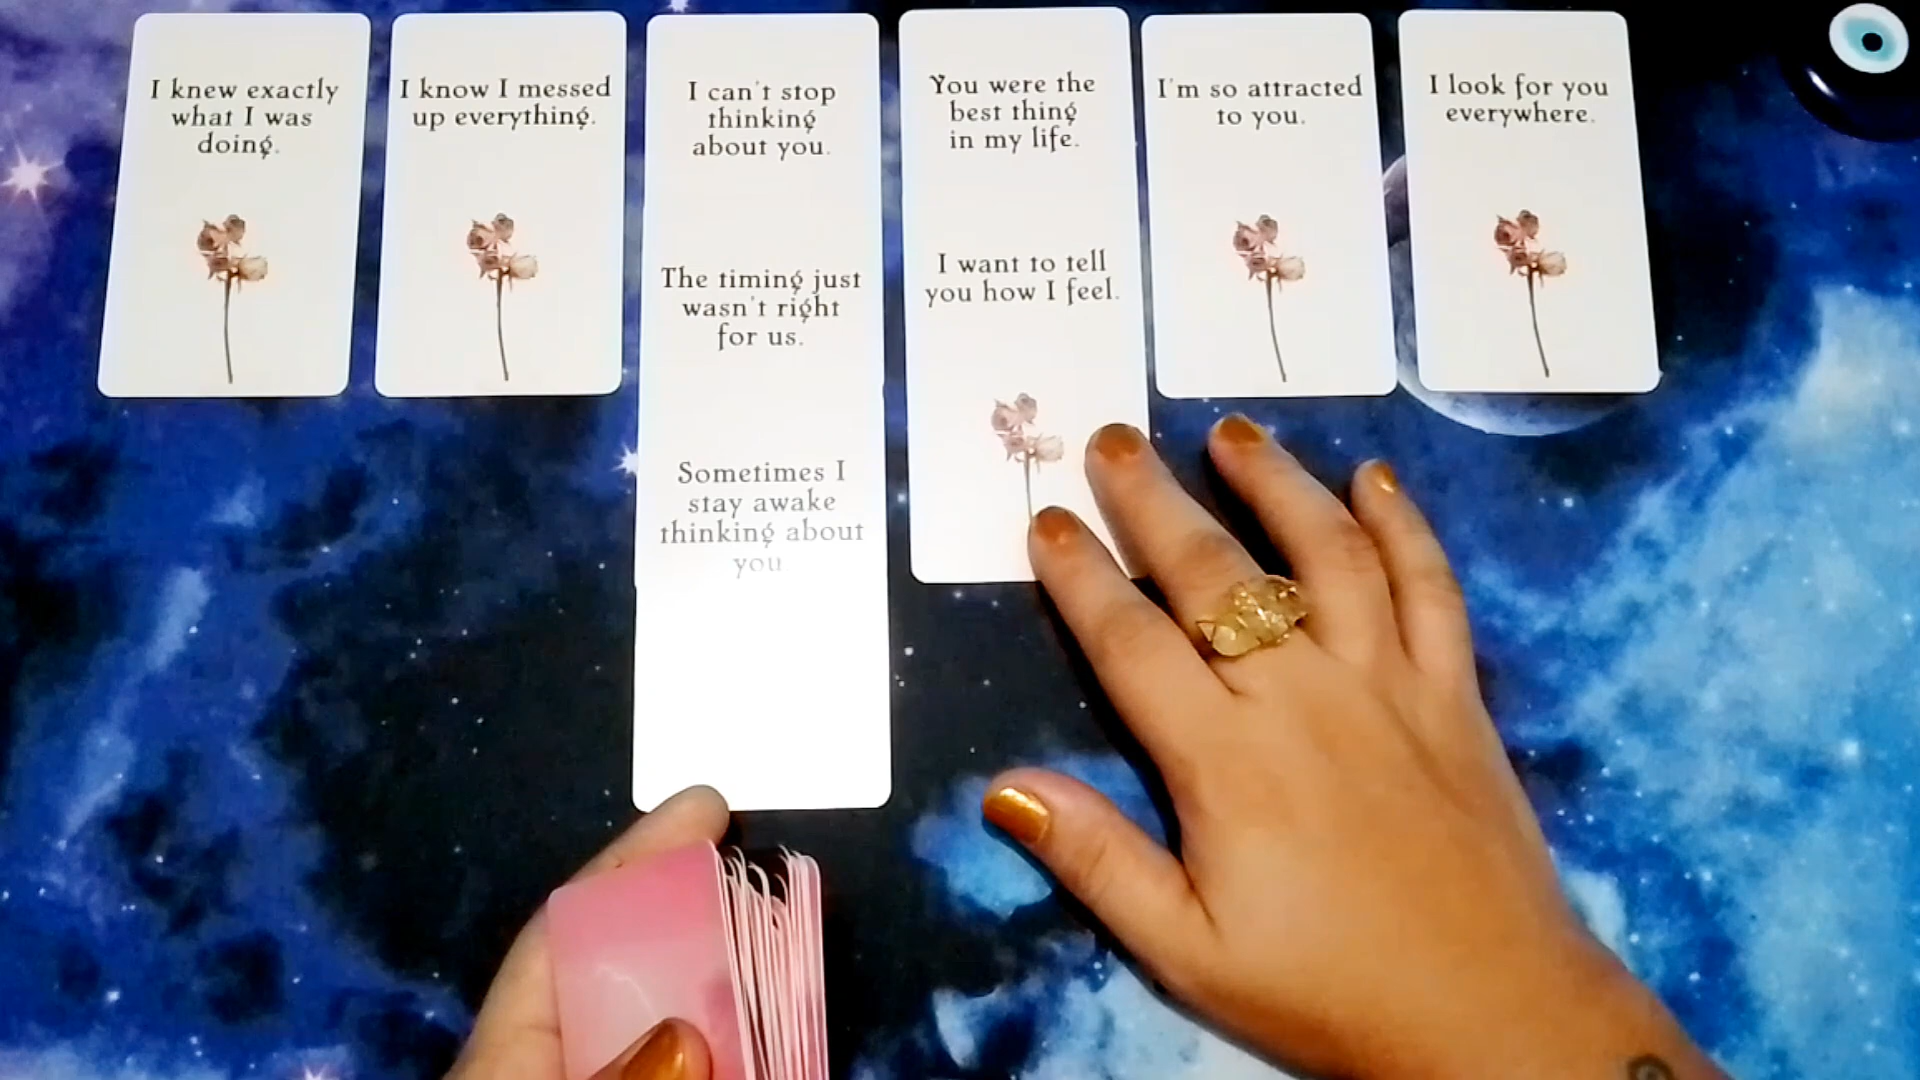 I knew exactly
what I was
doing.
I know I messed
up everything.
I can't stop
thinking
about you.
The timing just
wasn't right
for us.
Sometimes I
stay awake
thinking about
you
You were the
best thing
in my life.
I want to tell
you how I feel.
I'm so attracted
to you.
I look for you
everywhere.